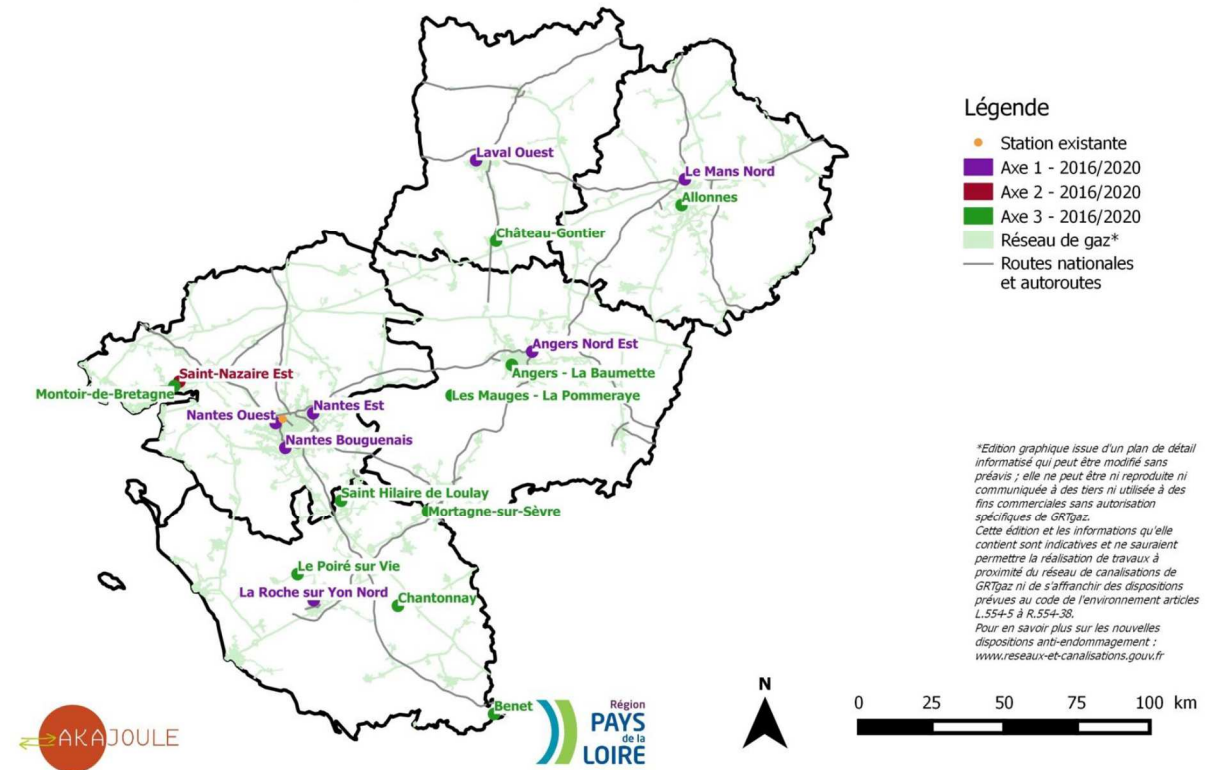 Laval Ouest
Le Mans Nord
Allonnes
Château-Gontier
Angers Nord Est
Angers - La Baumette
Saint-Nazaire Est
Montoir-de-Bretagne
Les Mauges - La Pommeraye
Nantes Est
Nantes Ouest
Nantes Bouguenais
Saint Hilaire de Loulay
Mortagne-sur-Sèvre
Le Poiré sur Vie
La Roche sur Yon Nord
Chantonnay
Benet
Légende
Station existante
Axe 1 - 2016/2020
Axe 2 - 2016/2020
Axe 3 - 2016/2020
Réseau de gaz*
Routes nationales
et autoroutes
*Edition graphique issue d'un plan de détail
informatisé qui peut être modifié sans
préavis ; elle ne peut être ni reproduite ni
communiquée à des tiers ni utilisée à des
fins commerciales sans autorisation
spécifiques de GRTgaz.
Cette édition et les informations qu'elle
contient sont indicatives et ne sauraient
permettre la réalisation de travaux à
proximité du réseau de canalisations de
GRTgaz ni de s'affranchir des dispositions
prévues au code de l'environnement articles
L.554-5 à R.554-38.
Pour en savoir plus sur les nouvelles
dispositions anti-endommagement :
www.reseaux-et-canalisations.gouv.fr
AKAJOULE
Région
PAYS
de la
LOIRE
N
0 25 50 75 100 km